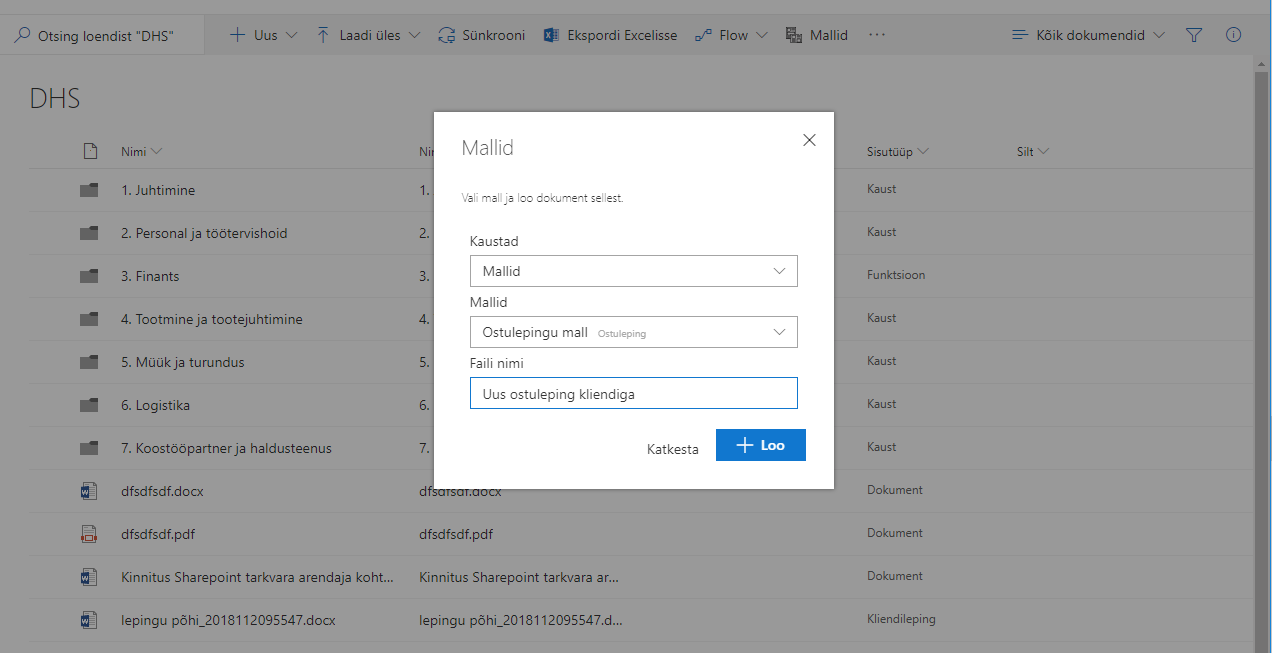 Otsing loendist "DHS" Uus Laadi üles Sünkrooni Ekspordi Excelisse Flow Mallid ··· Kõik dokumendid
DHS
Mallid
Vali mall ja loo dokument sellest.
Kaustad
Mallid
Mallid
Ostulepingu mall Ostuleping
Faili nimi
Uus ostuleping kliendiga
Katkesta Loo
Nimi Sisutüüp Silt
1. Juhtimine 1. Kaust
2. Personal ja töötervishoid 2. Kaust
3. Finants 3. Funktsioon
4. Tootmine ja tootejuhtimine 4. Kaust
5. Müük ja turundus 5. Kaust
6. Logistika 6. Kaust
7. Koostööpartner ja haldusteenus 7. Kaust
dfsdfsdf.docx dfsdfsdf.docx Dokument
dfsdfsdf.pdf dfsdfsdf.pdf Dokument
Kinnitus Sharepoint tarkvara arendaja koht... Kinnitus Sharepoint tarkvara ar... Dokument
lepingu põhi_2018112095547.docx lepingu põhi_2018112095547.d... Kliendileping